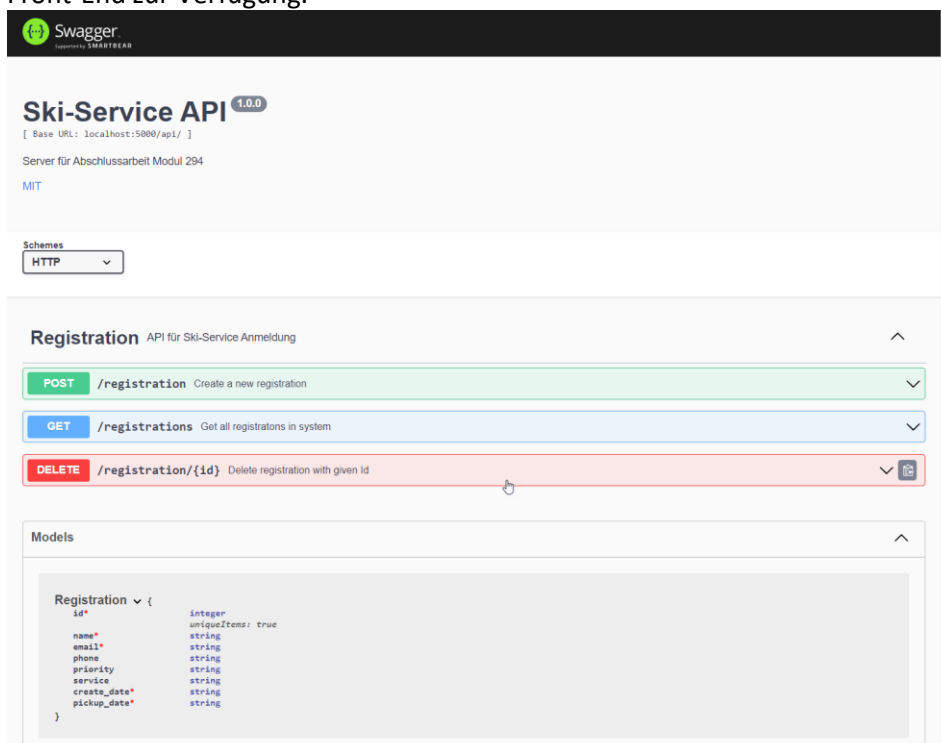 Front-End zur Verfügung.
Swagger.
Supported by SMARTBEAR
Ski-Service API 1.0.0
[ Base URL: localhost:5000/api/ ]
Server für Abschlussarbeit Modul 294
MIT
Schemes
HTTP
Registration API für Ski-Service Anmeldung
POST /registration Create a new registration
GET /registrations Get all registratons in system
DELETE /registration/{id} Delete registration with given Id
Models
Registration {
id* integer
uniqueItems: true
name* string
email* string
phone string
priority string
service string
create_date* string
pickup_date* string
}